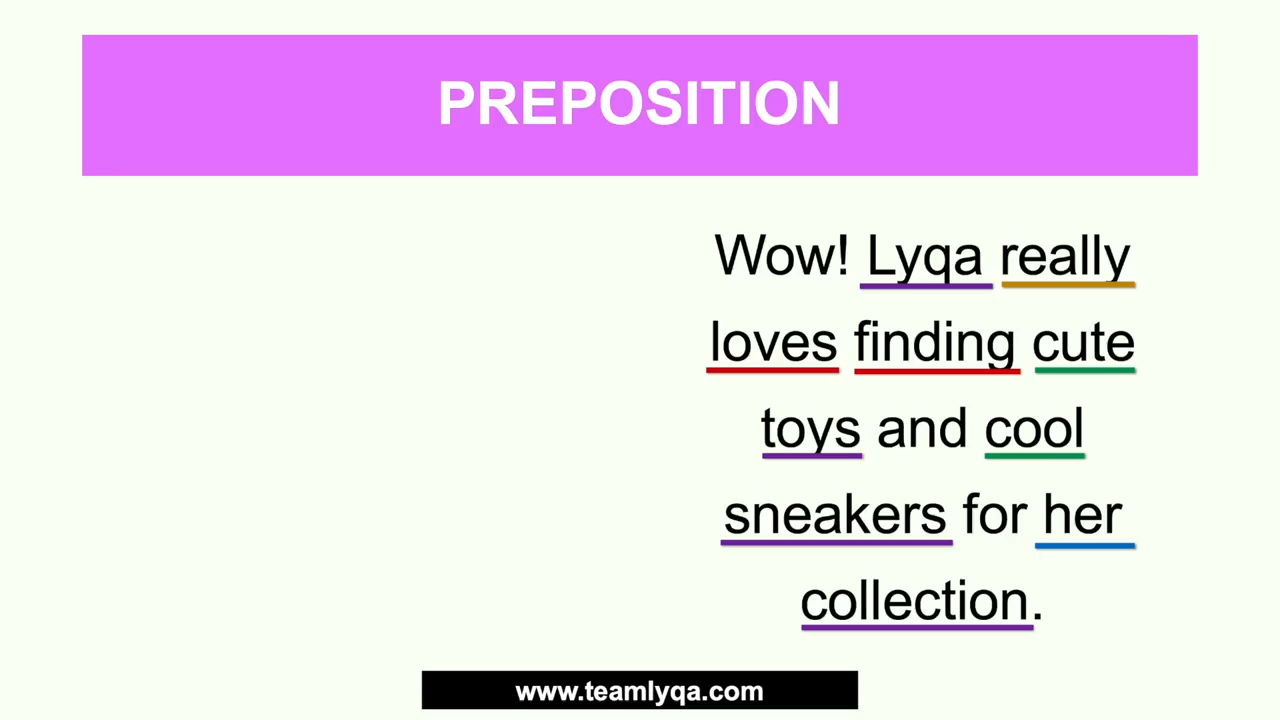 PREPOSITION
Wow! Lyqa really
loves finding cute
toys and cool
sneakers for her
collection.
www.teamlyqa.com